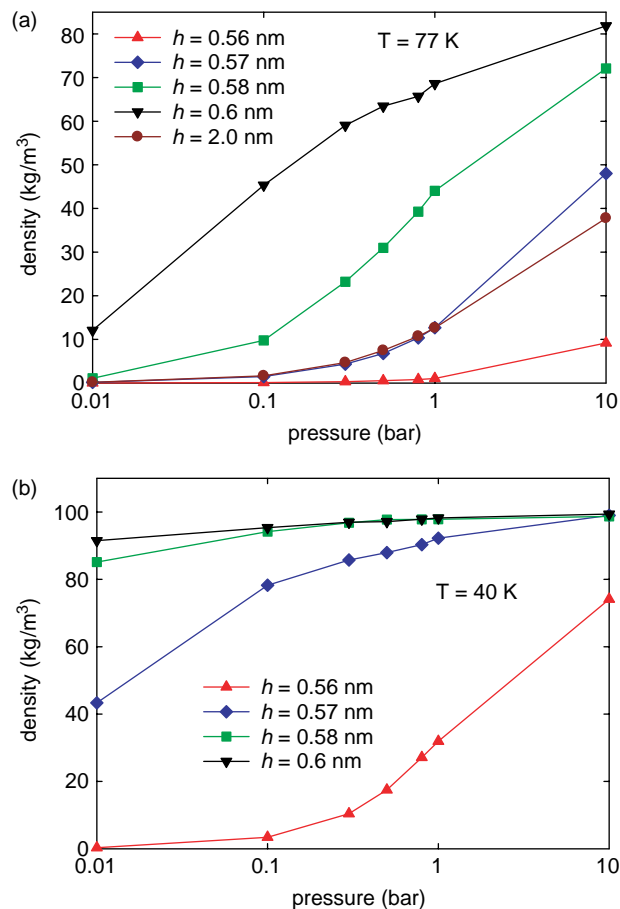 (a)
h = 0.56 nm
h = 0.57 nm
h = 0.58 nm
h = 0.6 nm
h = 2.0 nm
T = 77 K
density (kg/m³)
80
70
60
50
40
30
20
10
0
0.01
0.1
1
10
pressure (bar)
(b)
density (kg/m³)
100
80
60
40
20
0
T = 40 K
h = 0.56 nm
h = 0.57 nm
h = 0.58 nm
h = 0.6 nm
0.01
0.1
1
10
pressure (bar)